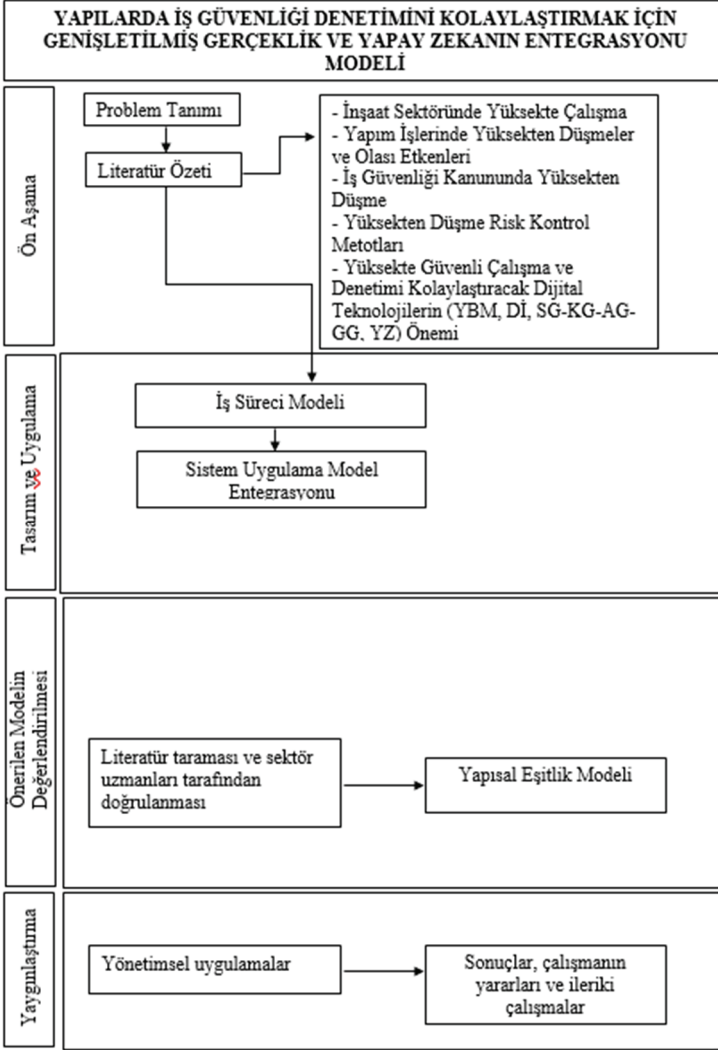 YAPILARDA İŞ GÜVENLİĞİ DENETİMİNİ KOLAYLAŞTIRMAK İÇİN
GENİŞLETİLMİŞ GERÇEKLİK VE YAPAY ZEKANIN ENTEGRASYONU
MODELİ
Ön Aşama
Problem Tanımı
Literatür Özeti
- İnşaat Sektöründe Yüksekte Çalışma
- Yapım İşlerinde Yüksekten Düşmeler
ve Olası Etkenleri
- İş Güvenliği Kanununda Yüksekten
Düşme
- Yüksekten Düşme Risk Kontrol
Metotları
- Yüksekte Güvenli Çalışma ve
Denetimi Kolaylaştıracak Dijital
Teknolojilerin (YBM, Dİ, SG-KG-AG-
GG, YZ) Önemi
Tasarım ve Uygulama
İş Süreci Modeli
Sistem Uygulama Model
Entegrasyonu
Önerilen Modelin
Değerlendirilmesi
Literatür taraması ve sektör
uzmanları tarafından
doğrulanması
Yapısal Eşitlik Modeli
Yaygınlaştırma
Yönetimsel uygulamalar
Sonuçlar, çalışmanın
yararları ve ileriki
çalışmalar